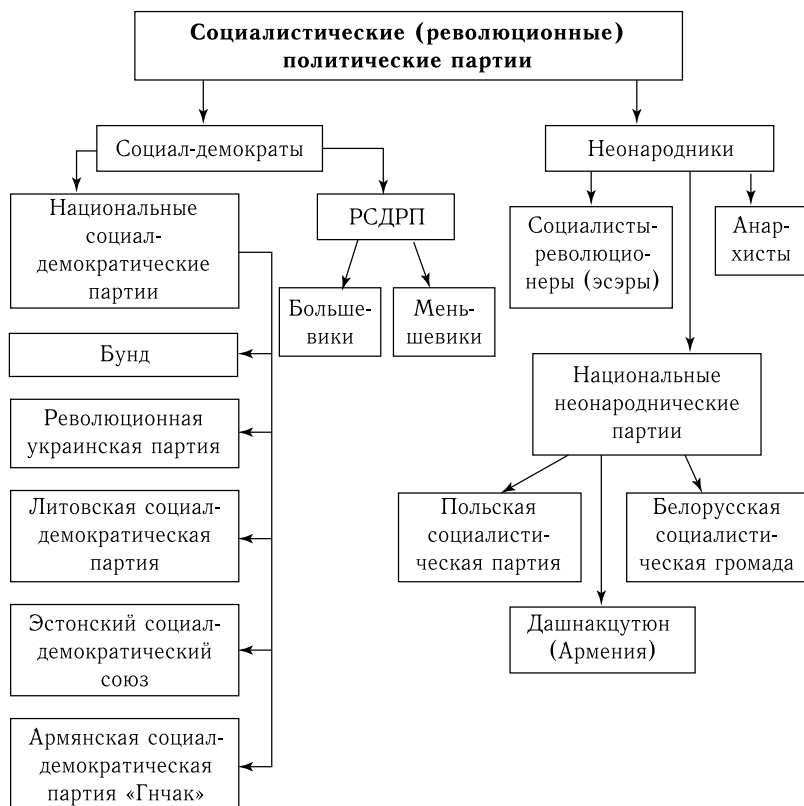 Социалистические (революционные)
политические партии
Социал-демократы
Неонародники
Национальные
социал-
демократические
партии
РСДРП
Социалисты-
революцио-
неры (эсэры)
Анар-
хисты
Больше-
вики
Мень-
шевики
Бунд
Национальные
неонароднические
партии
Революционная
украинская партия
Литовская социал-
демократическая
партия
Польская
социалисти-
ческая партия
Белорусская
социалисти-
ческая громада
Эстонский социал-
демократический
союз
Дашнакцутюн
(Армения)
Армянская социал-
демократическая
партия «Гнчак»